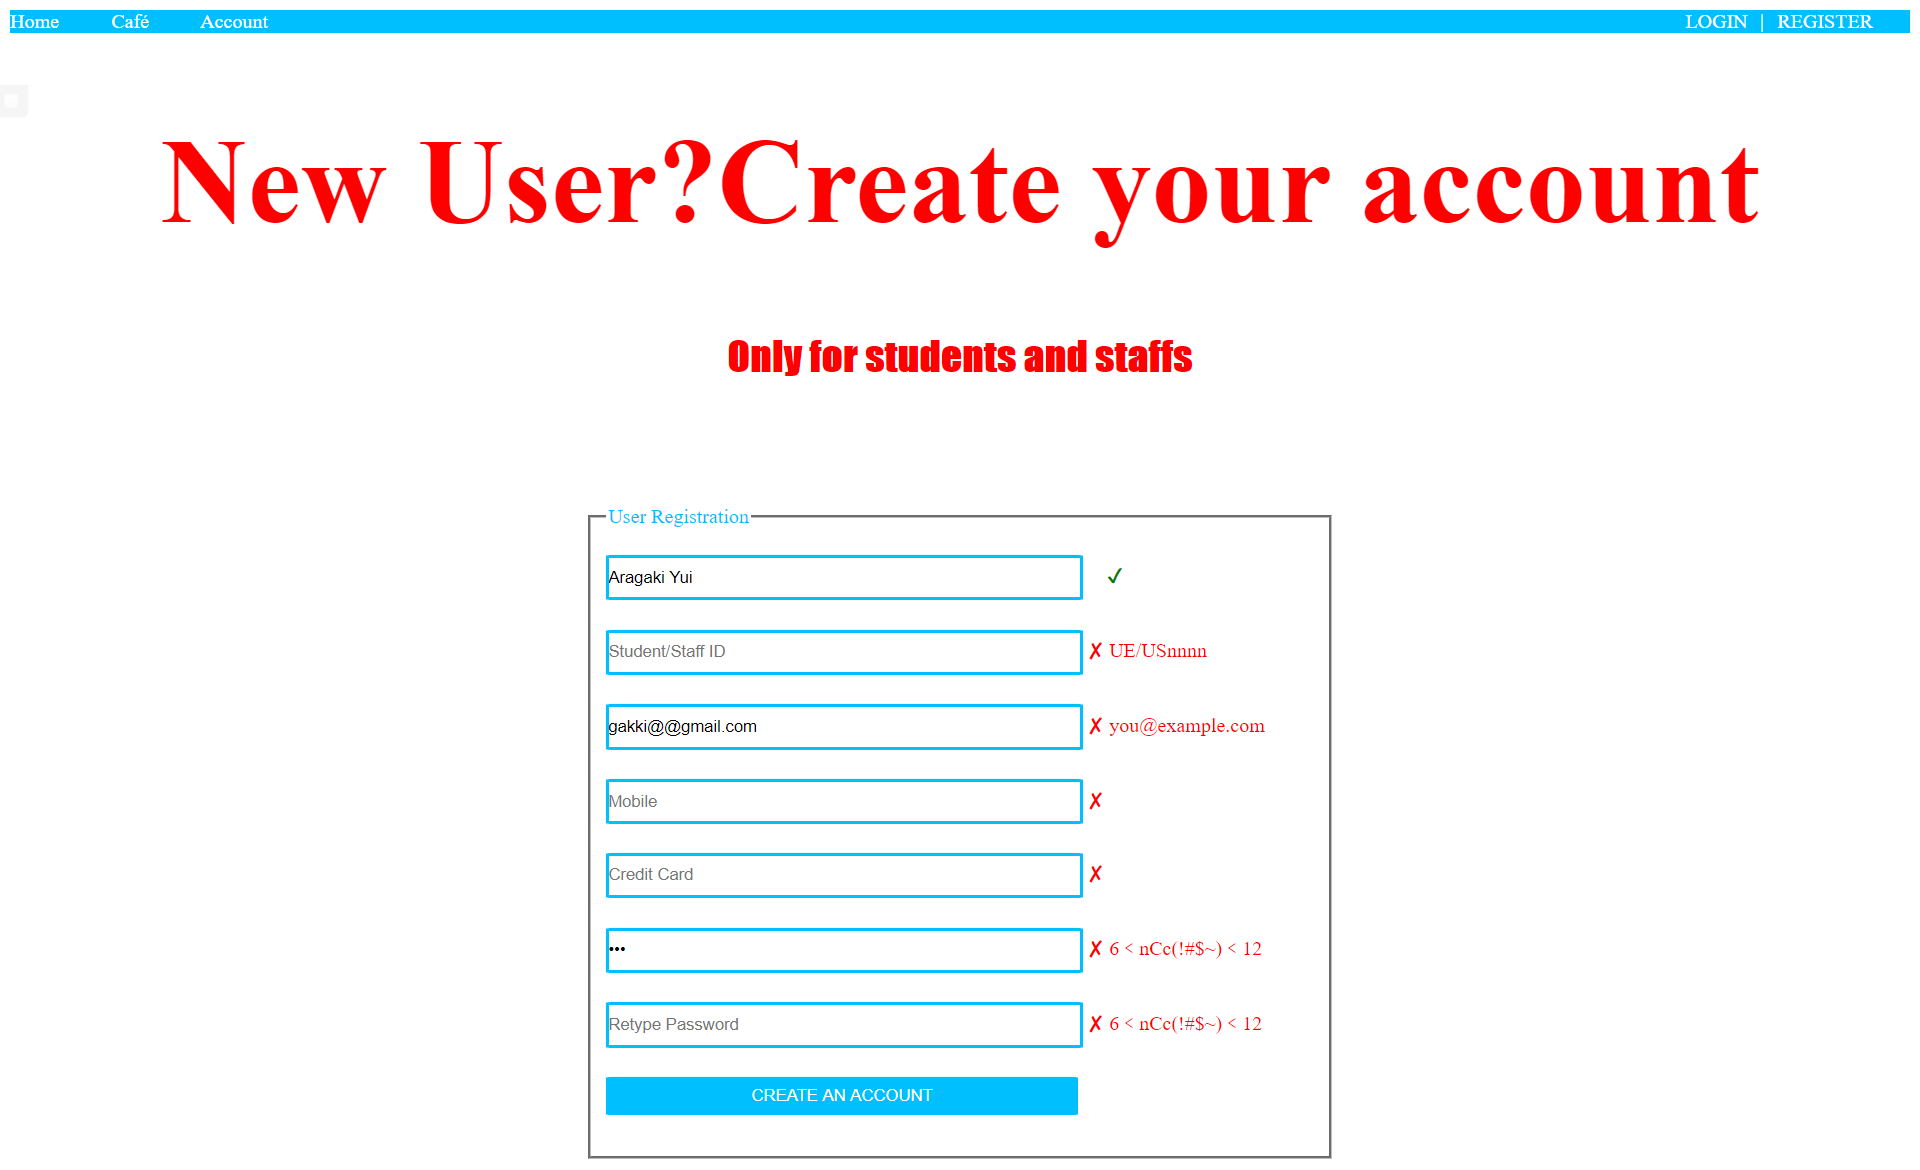 Home Café Account LOGIN | REGISTER
New User?Create your account
Only for students and staffs
User Registration
Aragaki Yui ✓
Student/Staff ID ✗ UE/USnnnn
gakki@@gmail.com ✗ you@example.com
Mobile ✗
Credit Card ✗
••• ✗ 6 < nCc(!#$~) < 12
Retype Password ✗ 6 < nCc(!#$~) < 12
CREATE AN ACCOUNT